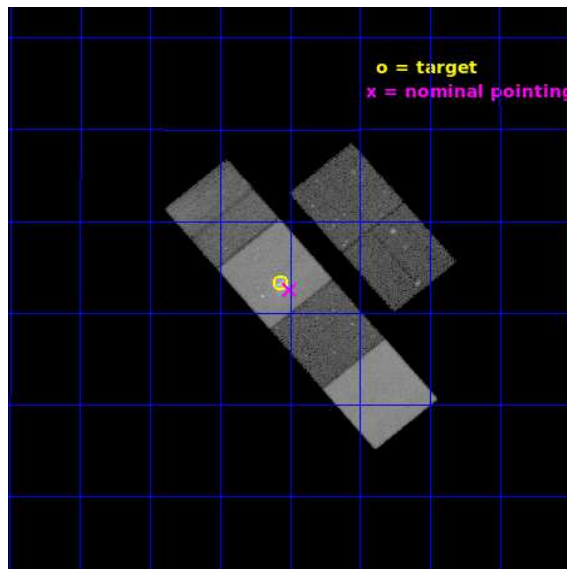 o = target
x = nominal pointing